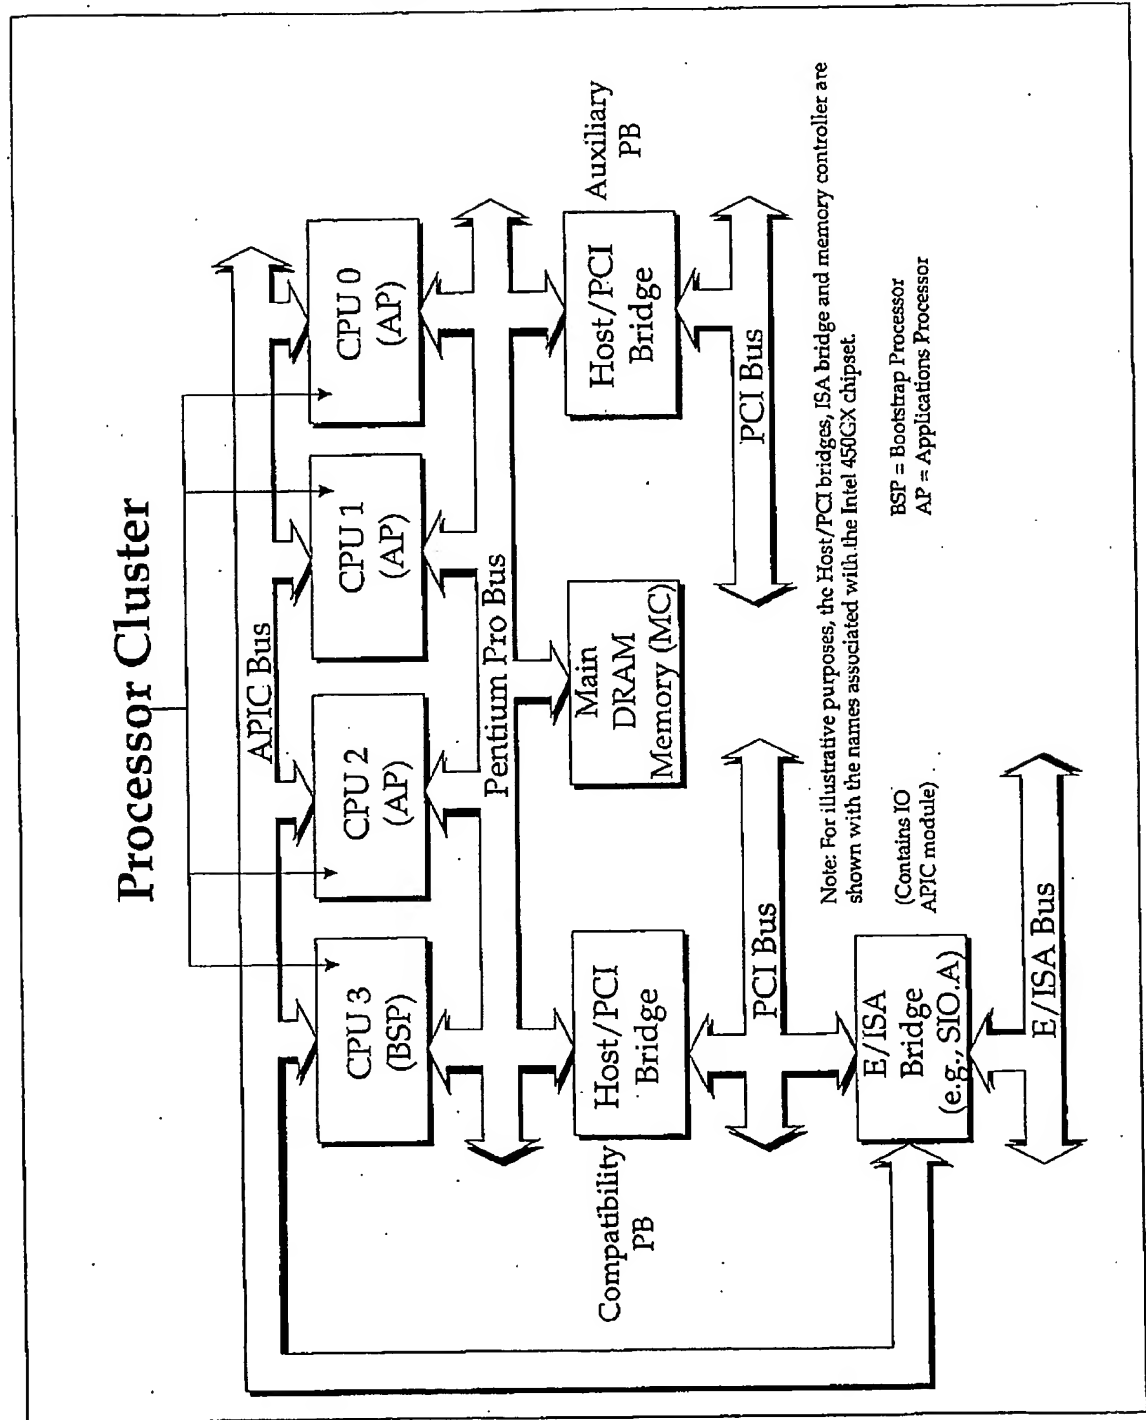 Processor Cluster
APIC Bus
CPU 3
(BSP)
CPU 2
(AP)
CPU 1
(AP)
CPU 0
(AP)
Pentium Pro Bus
Compatibility
PB
Host/PCI
Bridge
Main
DRAM
Memory (MC)
Host/PCI
Bridge
Auxiliary
PB
PCI Bus
PCI Bus
Note: For illustrative purposes, the Host/PCI bridges, ISA bridge and memory controller are
shown with the names associated with the Intel 450GX chipset.
E/ISA
Bridge
(e.g., SIO.A)
(Contains IO
APIC module)
BSP = Bootstrap Processor
AP = Applications Processor
E/ISA Bus